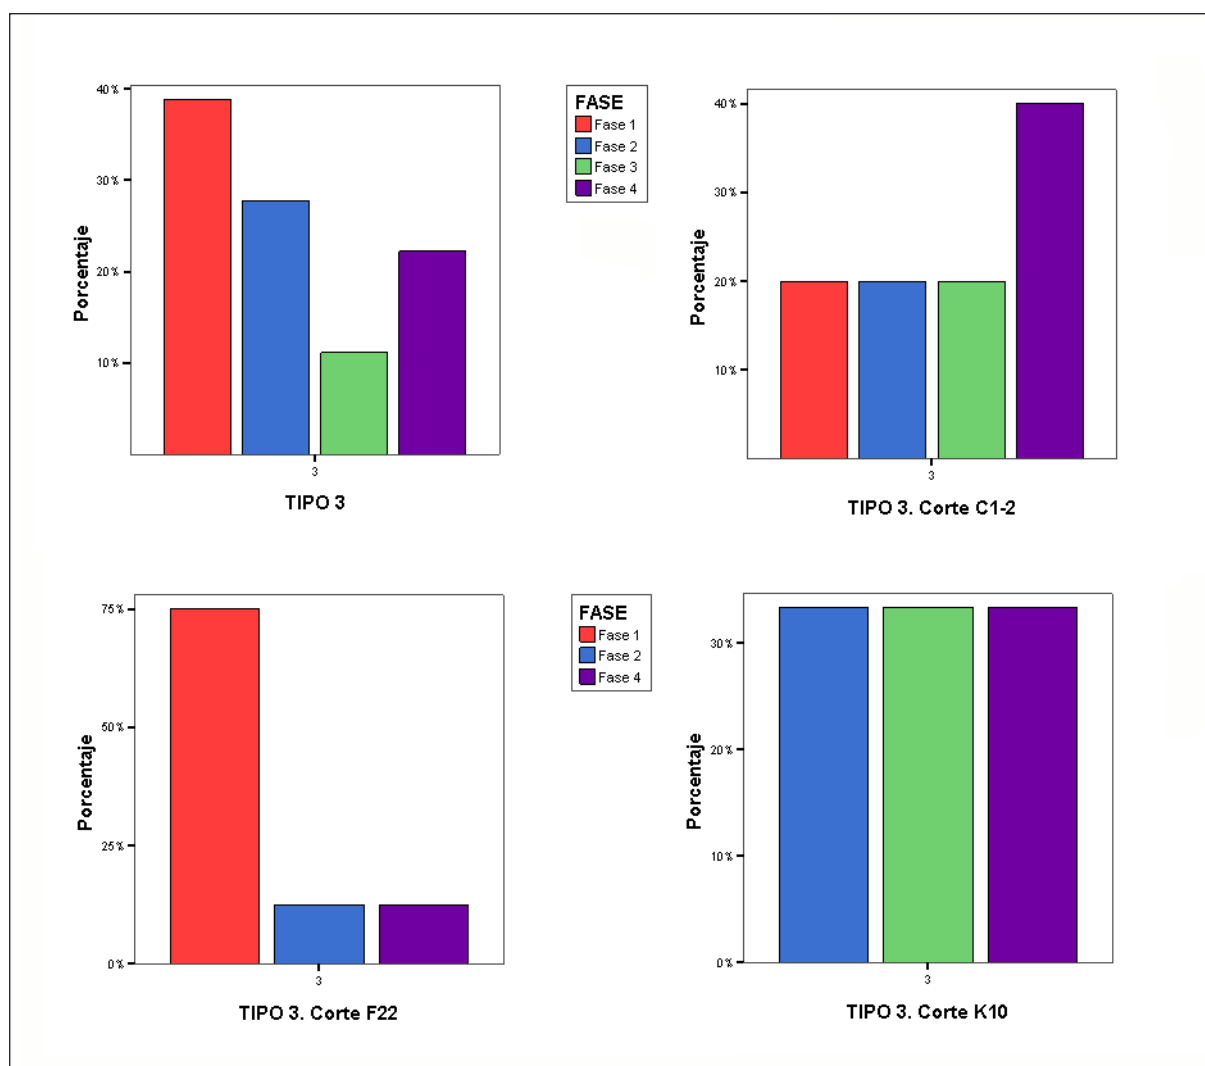 40%
30%
20%
10%
Porcentaje
3
TIPO 3
FASE
Fase 1
Fase 2
Fase 3
Fase 4
40%
30%
20%
10%
Porcentaje
3
TIPO 3. Corte C1-2
75%
50%
25%
0%
Porcentaje
3
TIPO 3. Corte F22
FASE
Fase 1
Fase 2
Fase 4
30%
20%
10%
0%
Porcentaje
3
TIPO 3. Corte K10